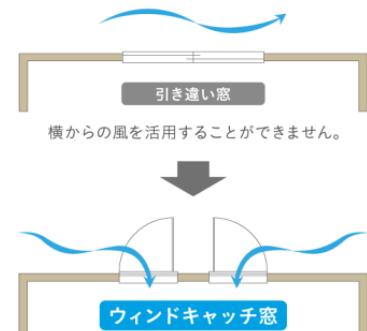 引き違い窓
横からの風を活用することができません。
ウィンドキャッチ窓